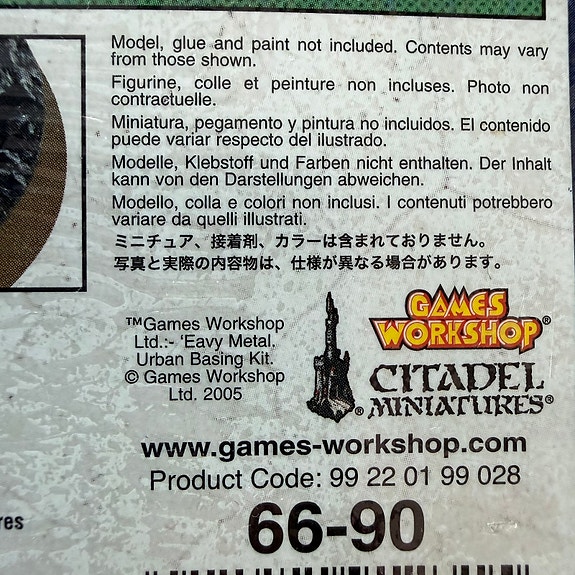 Model, glue and paint not included. Contents may vary
from those shown.
Figurine, colle et peinture non incluses. Photo non
contractuelle.
Miniatura, pegamento y pintura no incluidos. El contenido
puede variar respecto del ilustrado.
Modelle, Klebstoff und Farben nicht enthalten. Der Inhalt
kann von den Darstellungen abweichen.
Modello, colla e colori non inclusi. I contenuti potrebbero
variare da quelli illustrati.
ミニチュア、接着剤、カラーは含まれておりません。
写真と実際の内容物は、仕様が異なる場合があります。
™Games Workshop
Ltd.:- ‘Eavy Metal,
Urban Basing Kit.
© Games Workshop
Ltd. 2005
GAMES
WORKSHOP®
®CITADEL
MINIATURES®
www.games-workshop.com
Product Code: 99 22 01 99 028
66-90